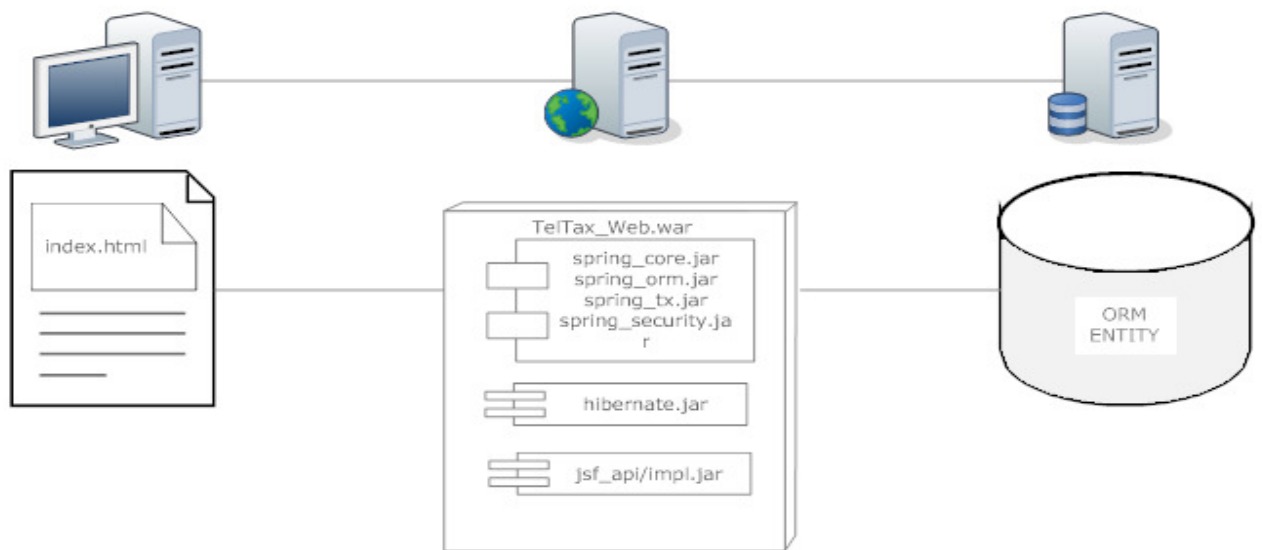 index.html
TelTax_Web.war
spring_core.jar
spring_orm.jar
spring_tx.jar
spring_security.ja
r
hibernate.jar
jsf_api/impl.jar
ORM
ENTITY